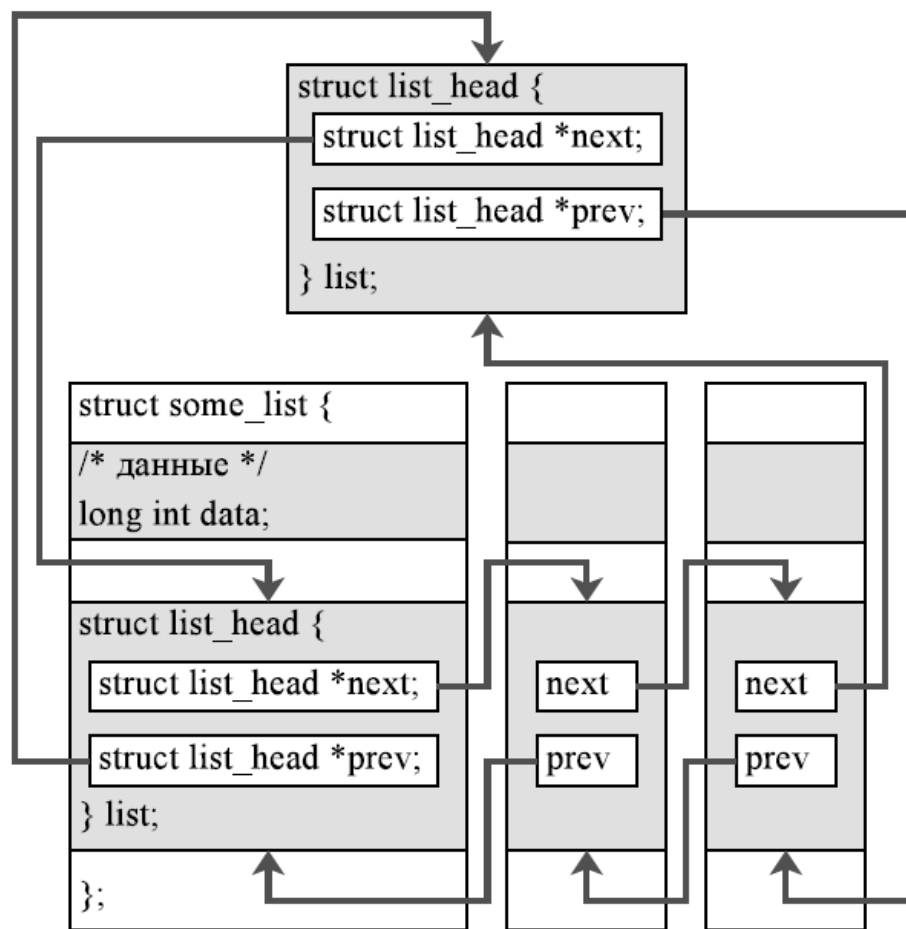 struct list_head {
struct list_head *next;
struct list_head *prev;
} list;
struct some_list {
/* данные */
long int data;
struct list_head {
struct list_head *next;
struct list_head *prev;
} list;
};
next
prev
next
prev